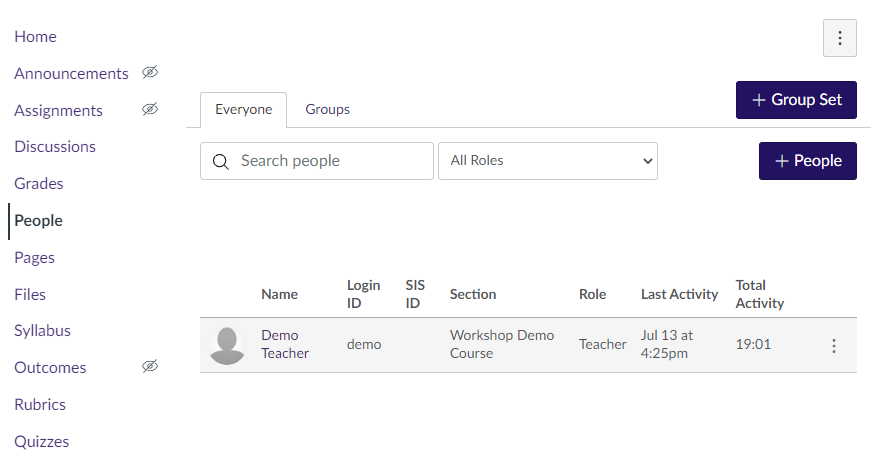 Home
Announcements
Assignments
Discussions
Grades
People
Pages
Files
Syllabus
Outcomes
Rubrics
Quizzes
Everyone Groups
+ Group Set
Search people
All Roles
+ People
Name Login ID SIS ID Section Role Last Activity Total Activity
Demo Teacher demo Workshop Demo Course Teacher Jul 13 at 4:25pm 19:01